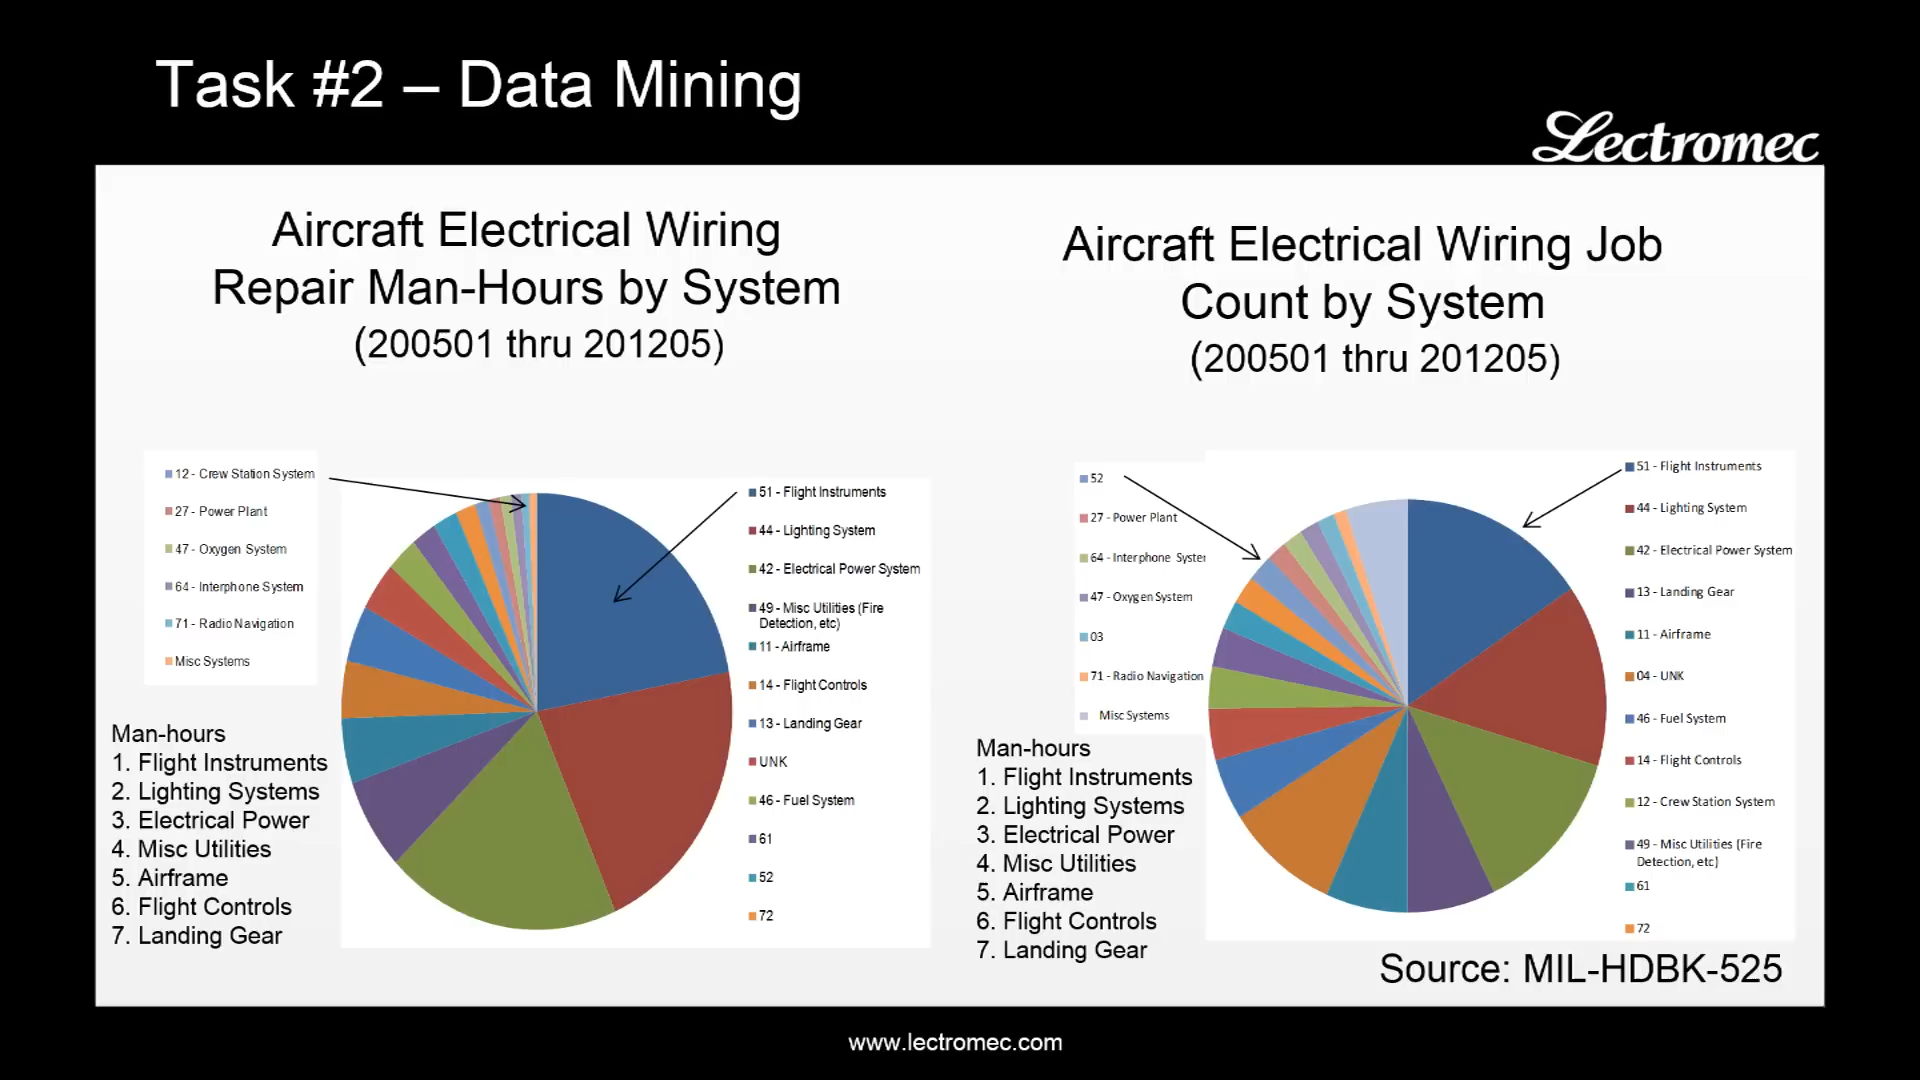 Task #2 – Data Mining
Lectromec
Aircraft Electrical Wiring
Repair Man-Hours by System
(200501 thru 201205)
12 - Crew Station System
27 - Power Plant
47 - Oxygen System
64 - Interphone System
71 - Radio Navigation
Misc Systems
51 - Flight Instruments
44 - Lighting System
42 - Electrical Power System
49 - Misc Utilities (Fire
Detection, etc)
11 - Airframe
14 - Flight Controls
13 - Landing Gear
UNK
46 - Fuel System
61
52
72
Man-hours
1. Flight Instruments
2. Lighting Systems
3. Electrical Power
4. Misc Utilities
5. Airframe
6. Flight Controls
7. Landing Gear
Aircraft Electrical Wiring Job
Count by System
(200501 thru 201205)
52
27 - Power Plant
64 - Interphone Syster
47 - Oxygen System
03
71 - Radio Navigation
Misc Systems
51 - Flight Instruments
44 - Lighting System
42 - Electrical Power System
13 - Landing Gear
11 - Airframe
04 - UNK
46 - Fuel System
14 - Flight Controls
12 - Crew Station System
49 - Misc Utilities (Fire
Detection, etc)
61
72
Man-hours
1. Flight Instruments
2. Lighting Systems
3. Electrical Power
4. Misc Utilities
5. Airframe
6. Flight Controls
7. Landing Gear
Source: MIL-HDBK-525
www.lectromec.com